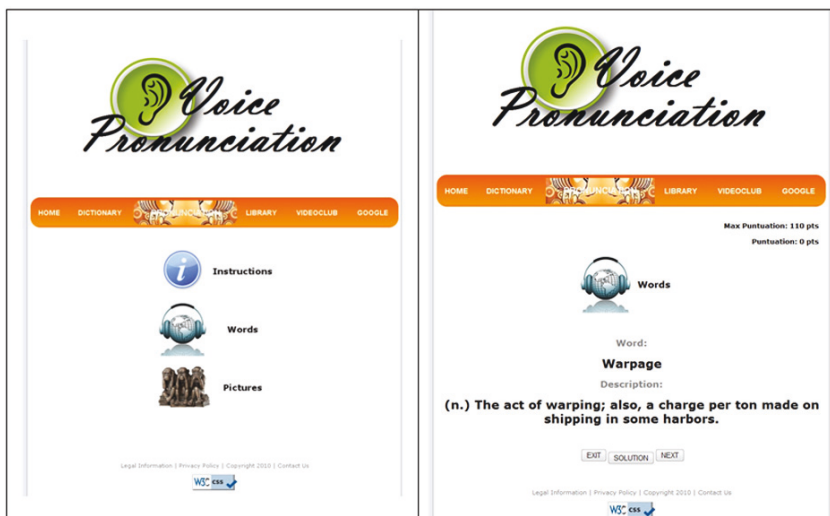 Voice
Pronunciation
HOME DICTIONARY PRONUNCIATION LIBRARY VIDEOCLUB GOOGLE
Instructions
Words
Pictures
Legal Information | Privacy Policy | Copyright 2010 | Contact Us
W3C css
Voice
Pronunciation
HOME DICTIONARY PRONUNCIATION LIBRARY VIDEOCLUB GOOGLE
Max Puntuation: 110 pts
Puntuation: 0 pts
Words
Word:
Warpage
Description:
(n.) The act of warping; also, a charge per ton made on
shipping in some harbors.
EXIT SOLUTION NEXT
Legal Information | Privacy Policy | Copyright 2010 | Contact Us
W3C css